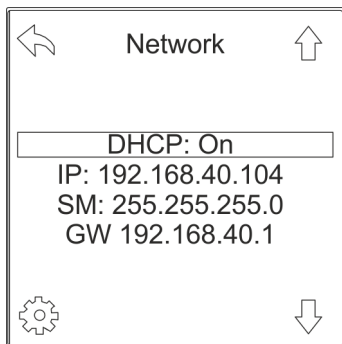 Network
DHCP: On
IP: 192.168.40.104
SM: 255.255.255.0
GW 192.168.40.1